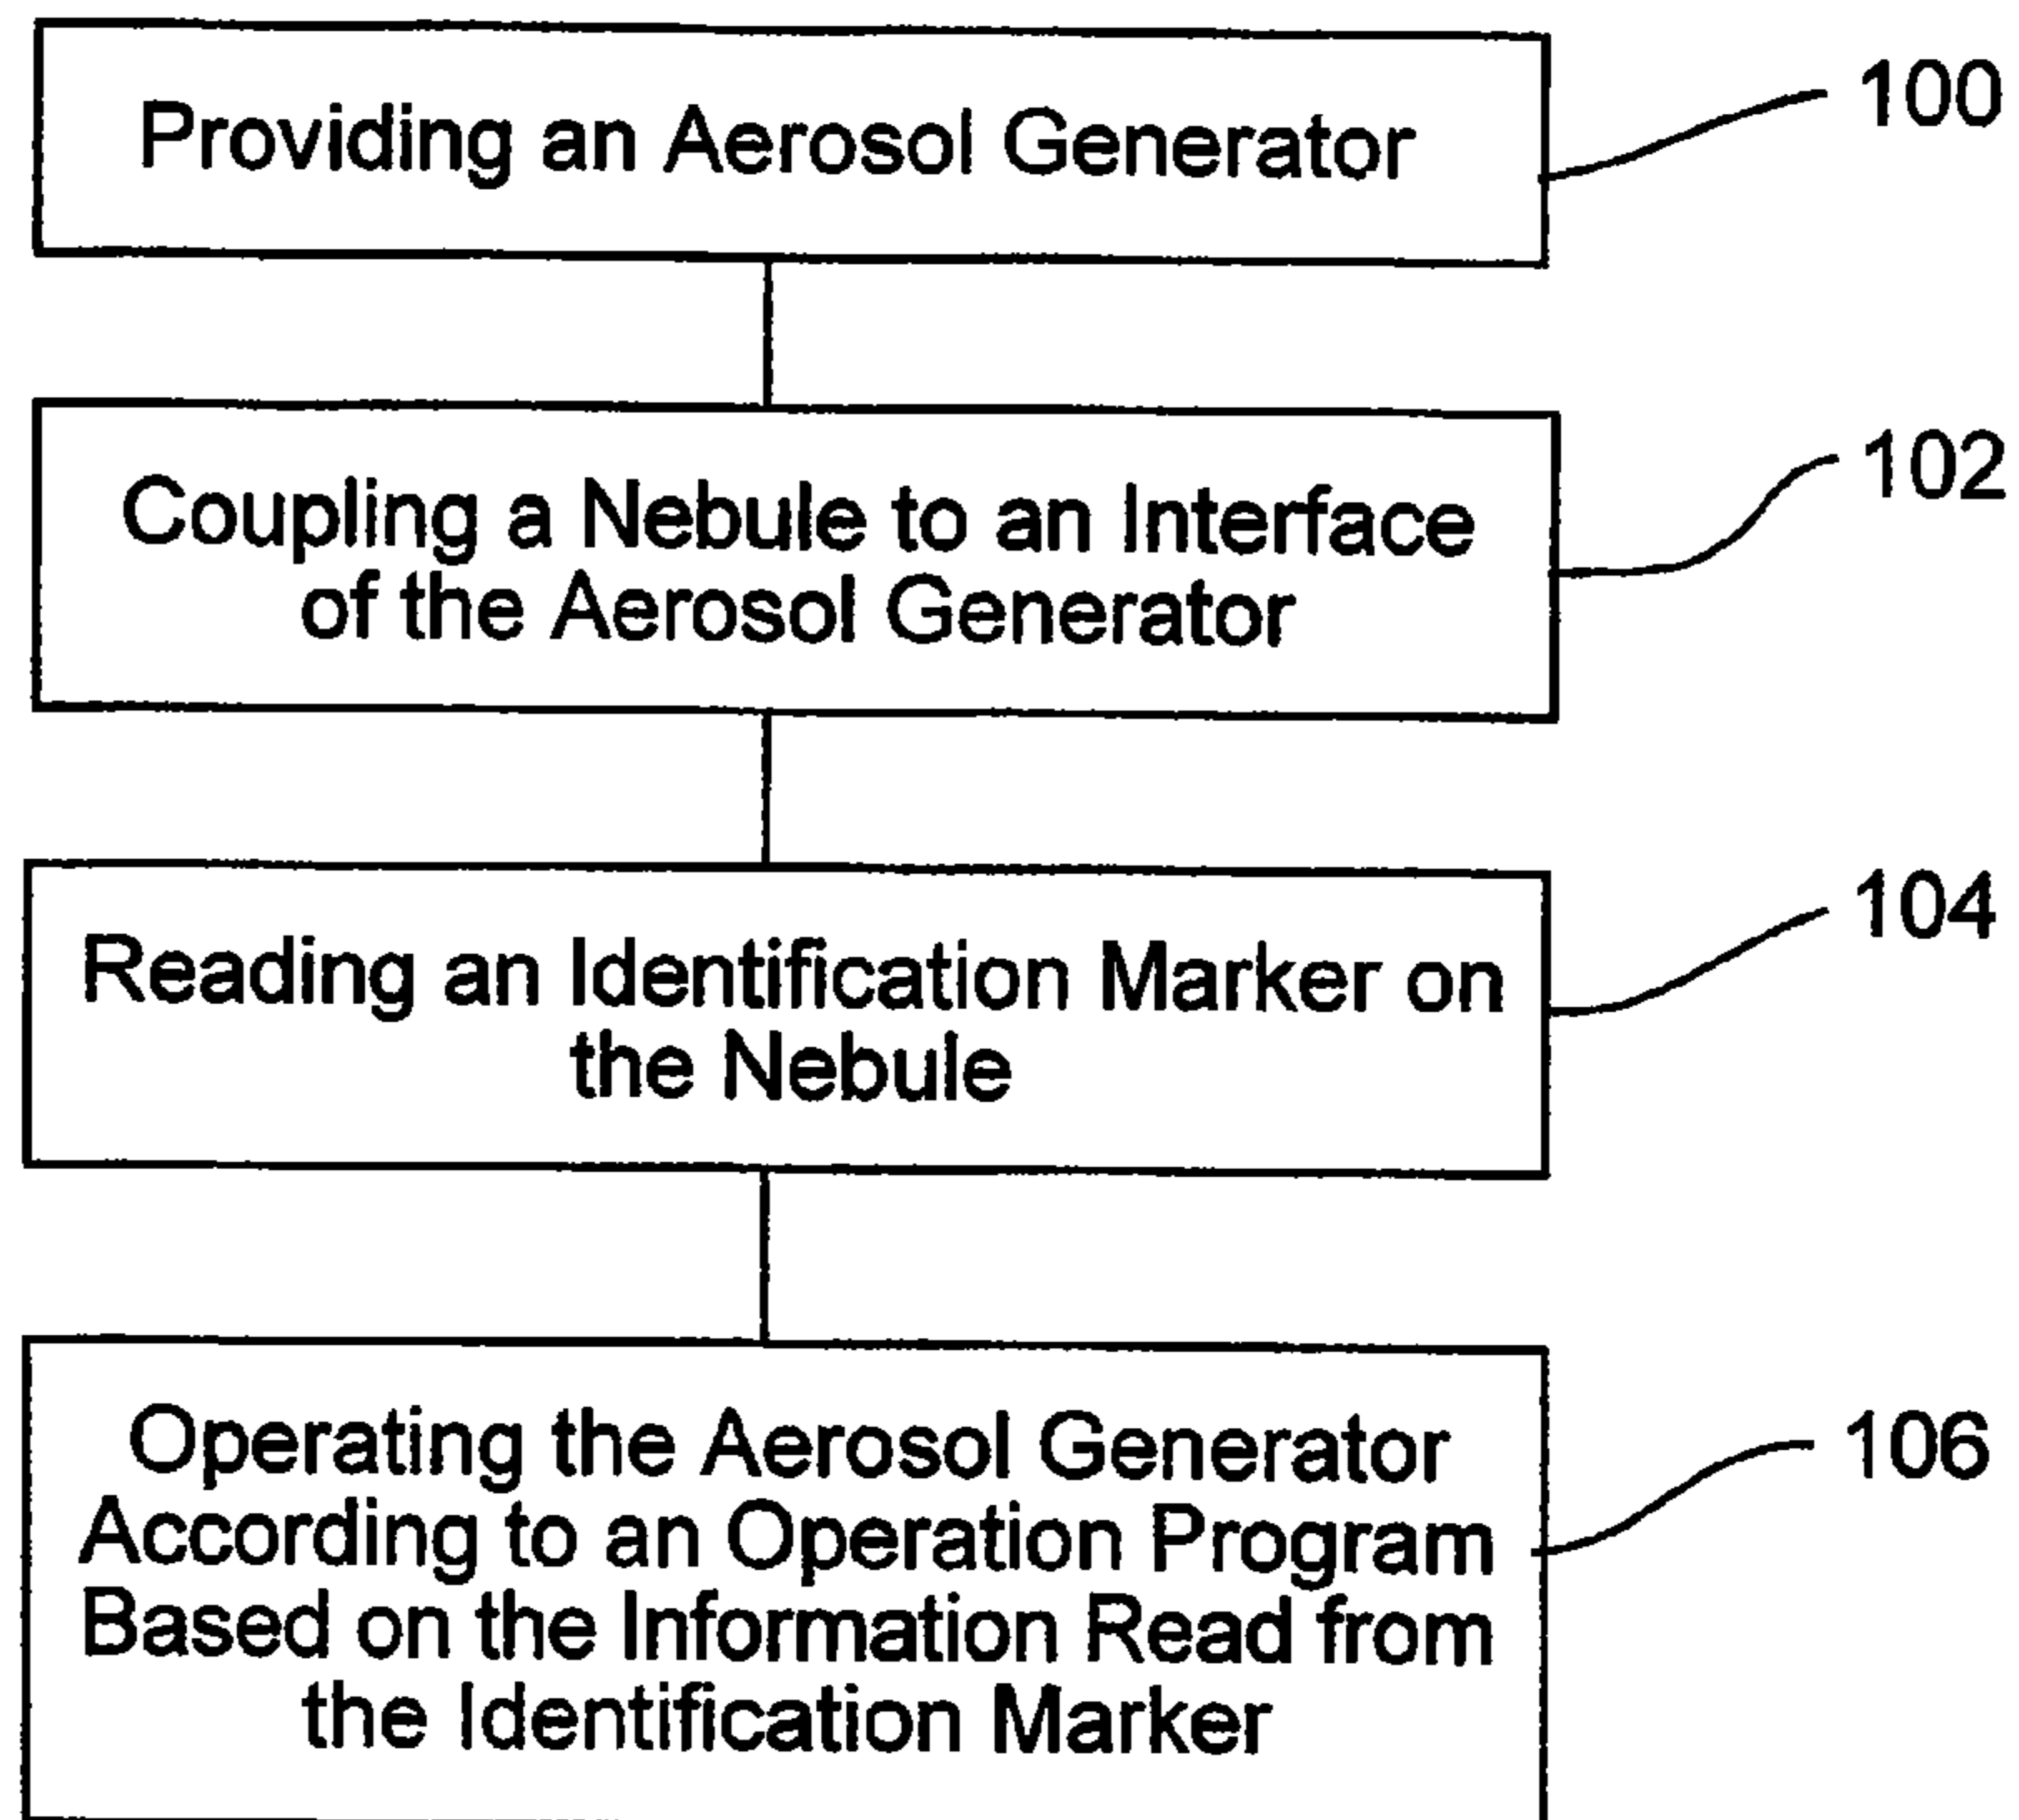 Providing an Aerosol Generator
100
Coupling a Nebule to an Interface
of the Aerosol Generator
102
Reading an Identification Marker on
the Nebule
104
Operating the Aerosol Generator
According to an Operation Program
Based on the Information Read from
the Identification Marker
106